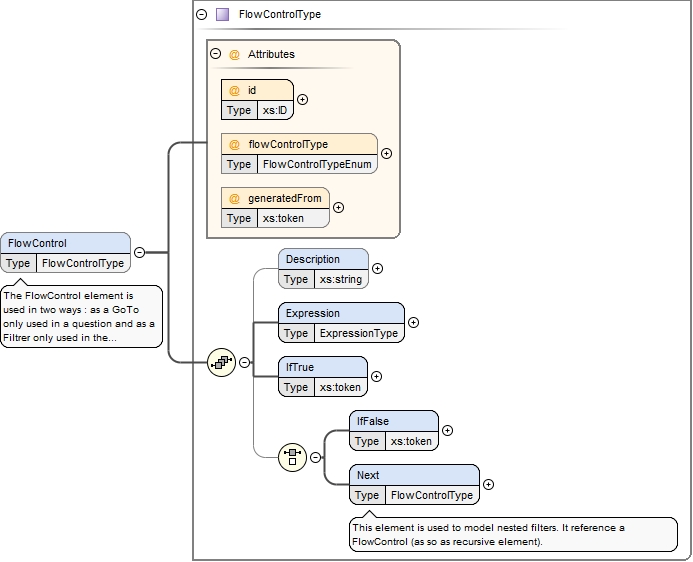 FlowControlType
@ Attributes
@ id
Type xs:ID
@ flowControlType
Type FlowControlTypeEnum
@ generatedFrom
Type xs:token
FlowControl
Type FlowControlType
The FlowControl element is
used in two ways : as a GoTo
only used in a question and as a
Filtrer only used in the...
Description
Type xs:string
Expression
Type ExpressionType
IfTrue
Type xs:token
IfFalse
Type xs:token
Next
Type FlowControlType
This element is used to model nested filters. It reference a
FlowControl (as so as recursive element).